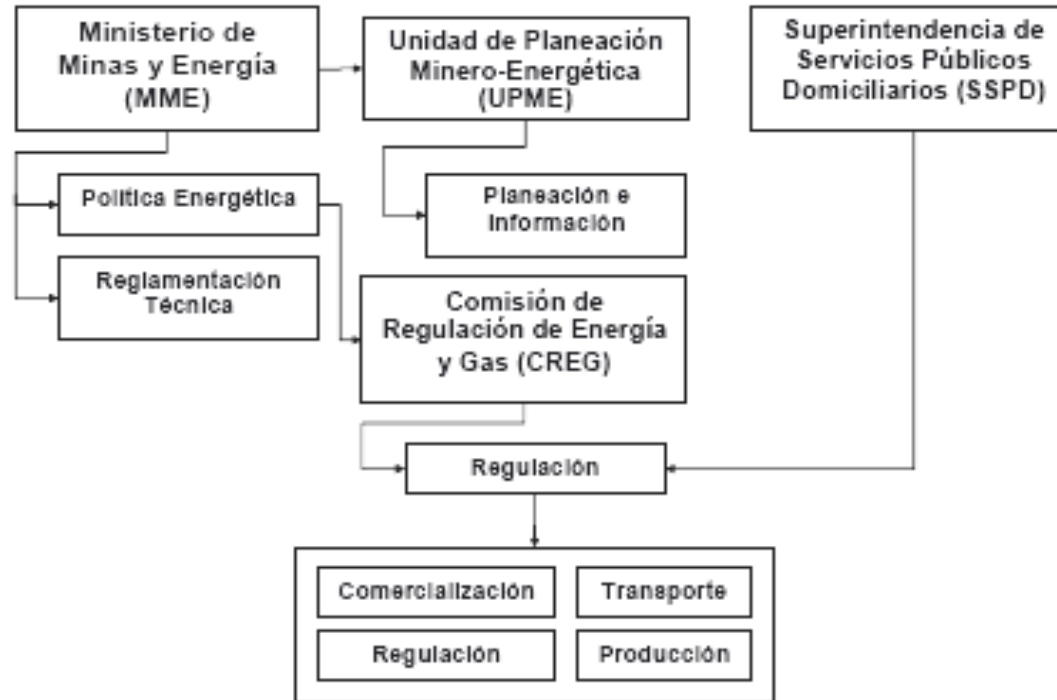 Ministerio de
Minas y Energía
(MME)
Unidad de Planeación
Minero-Energética
(UPME)
Superintendencia de
Servicios Públicos
Domiciliarios (SSPD)
Política Energética
Planeación e
Información
Reglamentación
Técnica
Comisión de
Regulación de Energía
y Gas (CREG)
Regulación
Comercialización
Transporte
Regulación
Producción